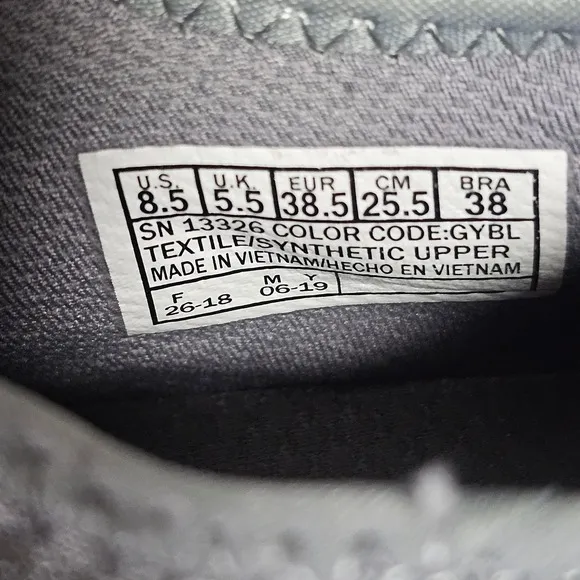 U.S. U.K. EUR CM BRA
8.5 5.5 38.5 25.5 38
SN 13326 COLOR CODE:GYBL
TEXTILE/SYNTHETIC UPPER
MADE IN VIETNAM/HECHO EN VIETNAM
F M Y
26-18 06-19